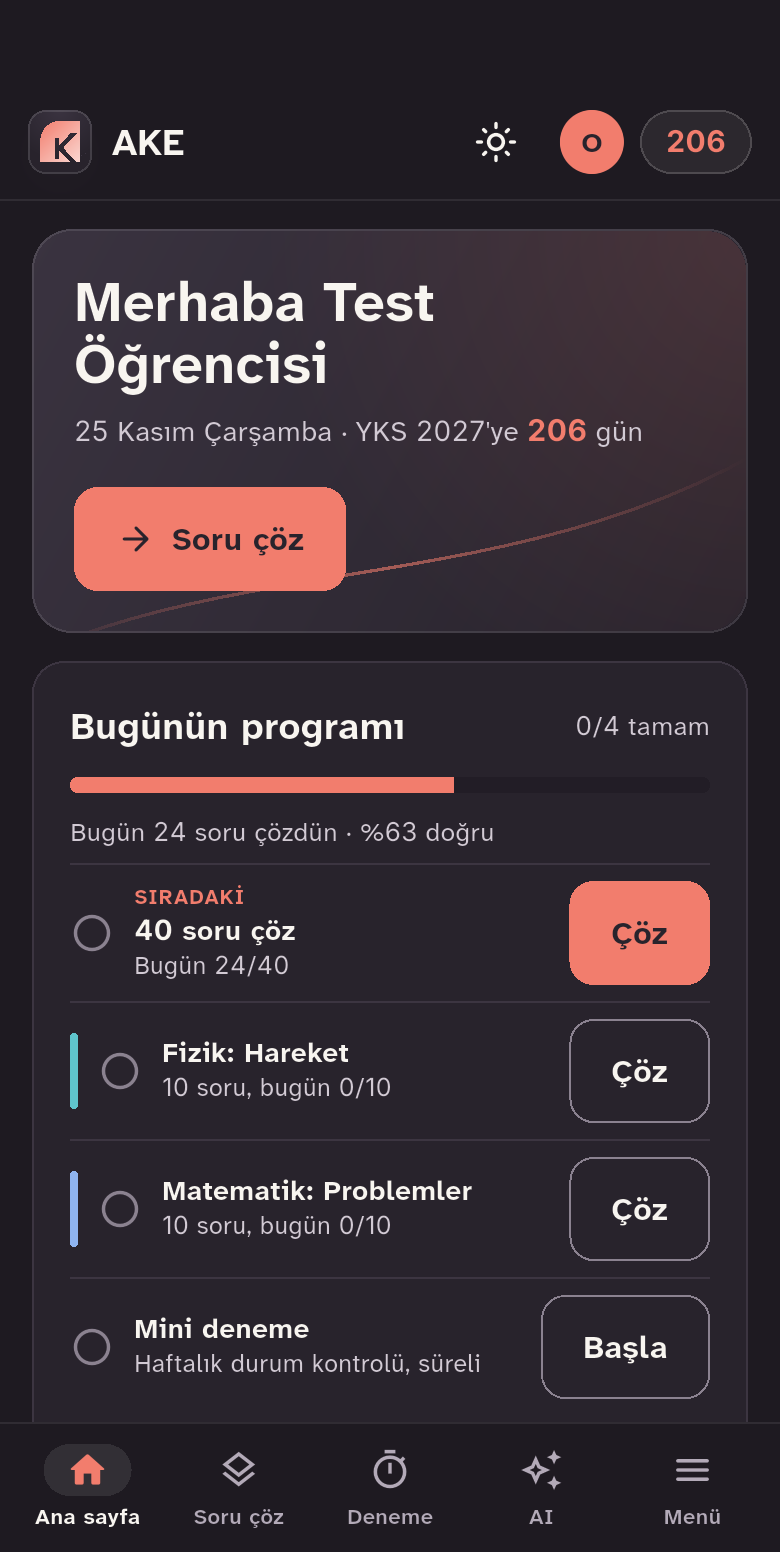 K
AKE
O
206
Merhaba Test
Öğrencisi
25 Kasım Çarşamba · YKS 2027'ye 206 gün
Soru çöz
Bugünün programı
0/4 tamam
Bugün 24 soru çözdün · %63 doğru
SIRADAKİ
40 soru çöz
Bugün 24/40
Çöz
Fizik: Hareket
10 soru, bugün 0/10
Çöz
Matematik: Problemler
10 soru, bugün 0/10
Çöz
Mini deneme
Haftalık durum kontrolü, süreli
Başla
Ana sayfa
Soru çöz
Deneme
AI
Menü